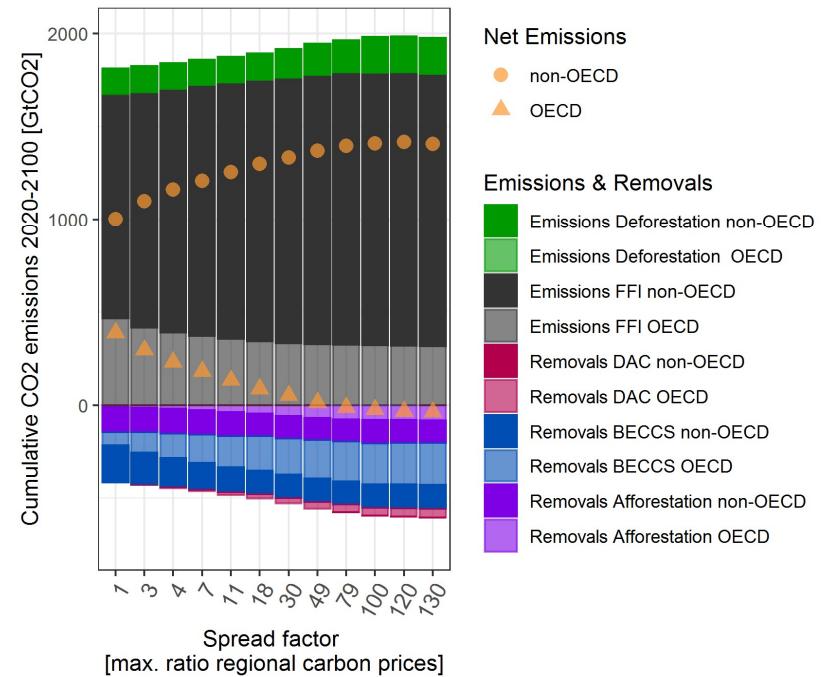 Cumulative CO2 emissions 2020-2100 [GtCO2]
2000
1000
0
1
3
4
7
11
18
30
49
79
100
120
130
Spread factor
[max. ratio regional carbon prices]
Net Emissions
non-OECD
OECD
Emissions & Removals
Emissions Deforestation non-OECD
Emissions Deforestation  OECD
Emissions FFI non-OECD
Emissions FFI OECD
Removals DAC non-OECD
Removals DAC OECD
Removals BECCS non-OECD
Removals BECCS OECD
Removals Afforestation non-OECD
Removals Afforestation OECD